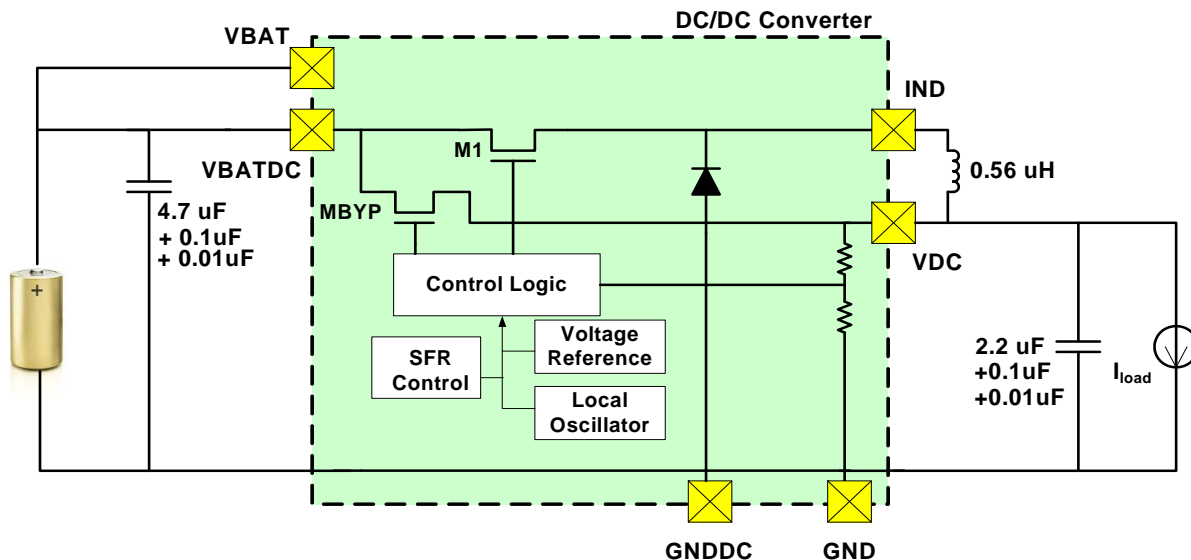 DC/DC Converter
VBAT
IND
VBATDC
M1
0.56 uH
4.7 uF
+ 0.1uF
+ 0.01uF
MBYP
VDC
+
Control Logic
Voltage
Reference
SFR
Control
Local
Oscillator
2.2 uF
+0.1uF
+0.01uF
Iload
GNDDC
GND